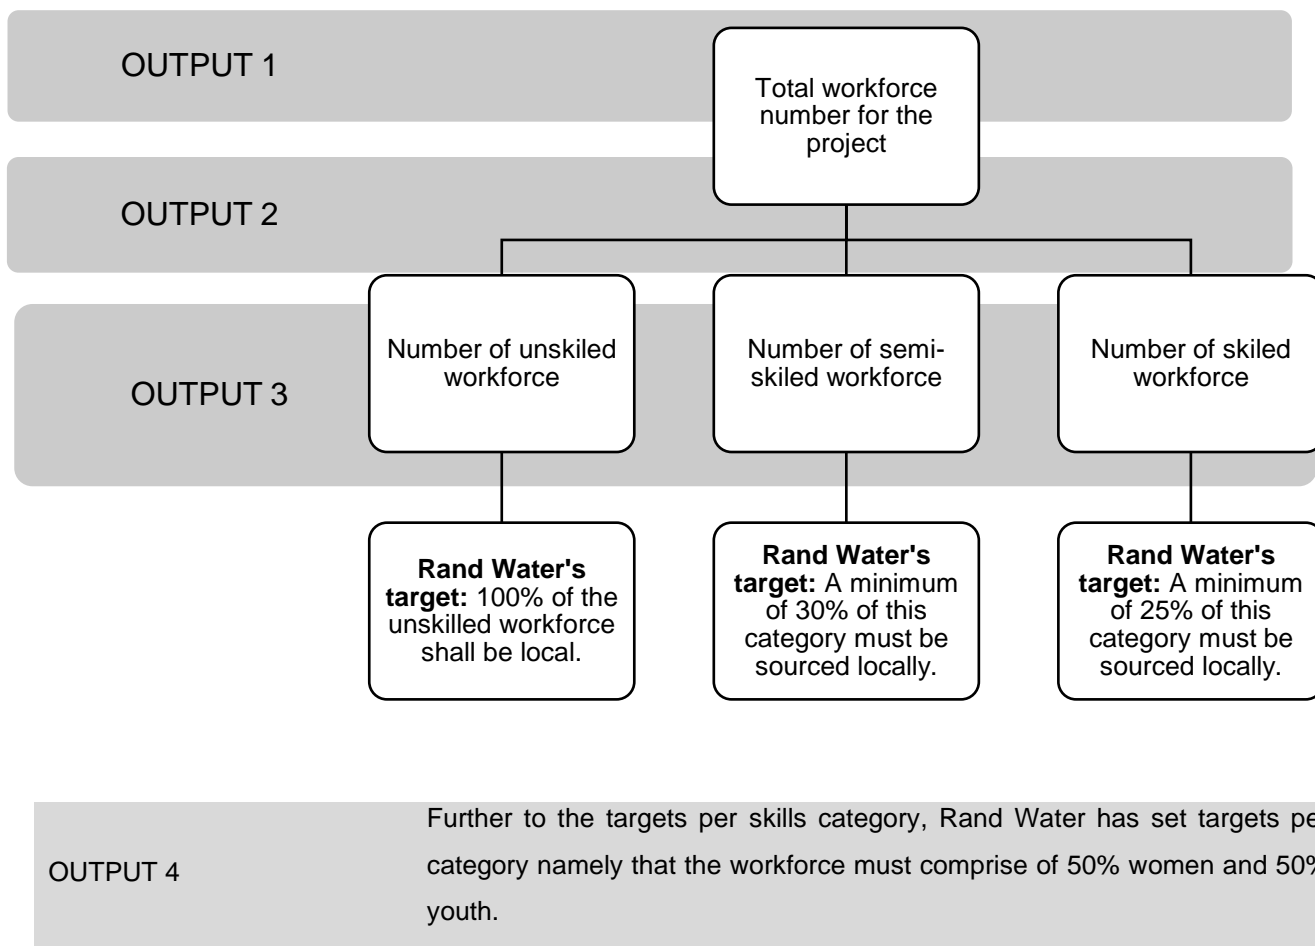 OUTPUT 1
Total workforce
number for the
project
OUTPUT 2
Number of unskiled
workforce
Number of semi-
skiled workforce
Number of skiled
workforce
OUTPUT 3
Rand Water's
target: 100% of the
unskilled workforce
shall be local.
Rand Water's
target: A minimum
of 30% of this
category must be
sourced locally.
Rand Water's
target: A minimum
of 25% of this
category must be
sourced locally.
OUTPUT 4
Further to the targets per skills category, Rand Water has set targets pe
category namely that the workforce must comprise of 50% women and 50%
youth.